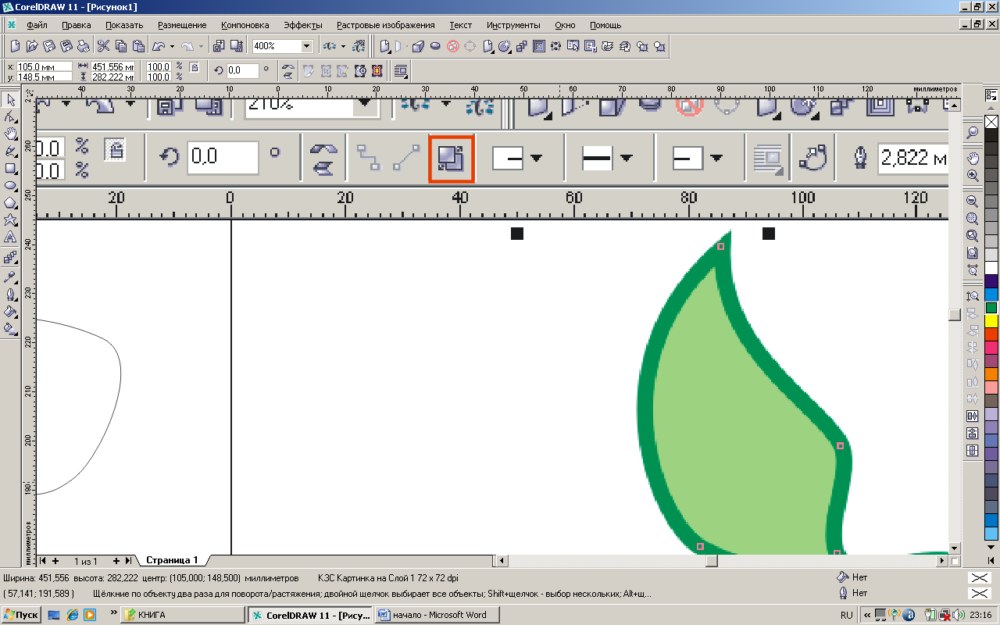 CorelDRAW 11 - [Рисунок1]
Файл Правка Показать Размещение Компоновка Эффекты Растровые изображения Текст Инструменты Окно Помощь
400%
x: 105.0 мм 451.556 мм 100.0 % 0,0 °
y: 148.5 мм 282.222 мм 100.0 %
40 30 20 10 0 10 20 30 40 50 60 70 80 90 100 110 120 миллиметров
210%
0.0 % 0,0 ° 2,822 м
0.0 %
20 0 20 40 60 80 100 120
260
250
240
230
220
210
200
190
миллиметров
1 из 1 Страница 1
Ширина: 451,556 высота: 282,222 центр: (105,000; 148,500) миллиметров КЗС Картинка на Слой 1 72 x 72 dpi Нет
( 57,141; 191,589 ) Щёлкние по объекту два раза для поворота/растяжения; двойной щелчок выбирает все объекты; Shift+щелчок - выбор нескольких; Alt+щ... Нет
Пуск » КНИГА CorelDRAW 11 - [Рису... начало - Microsoft Word RU « 23:16